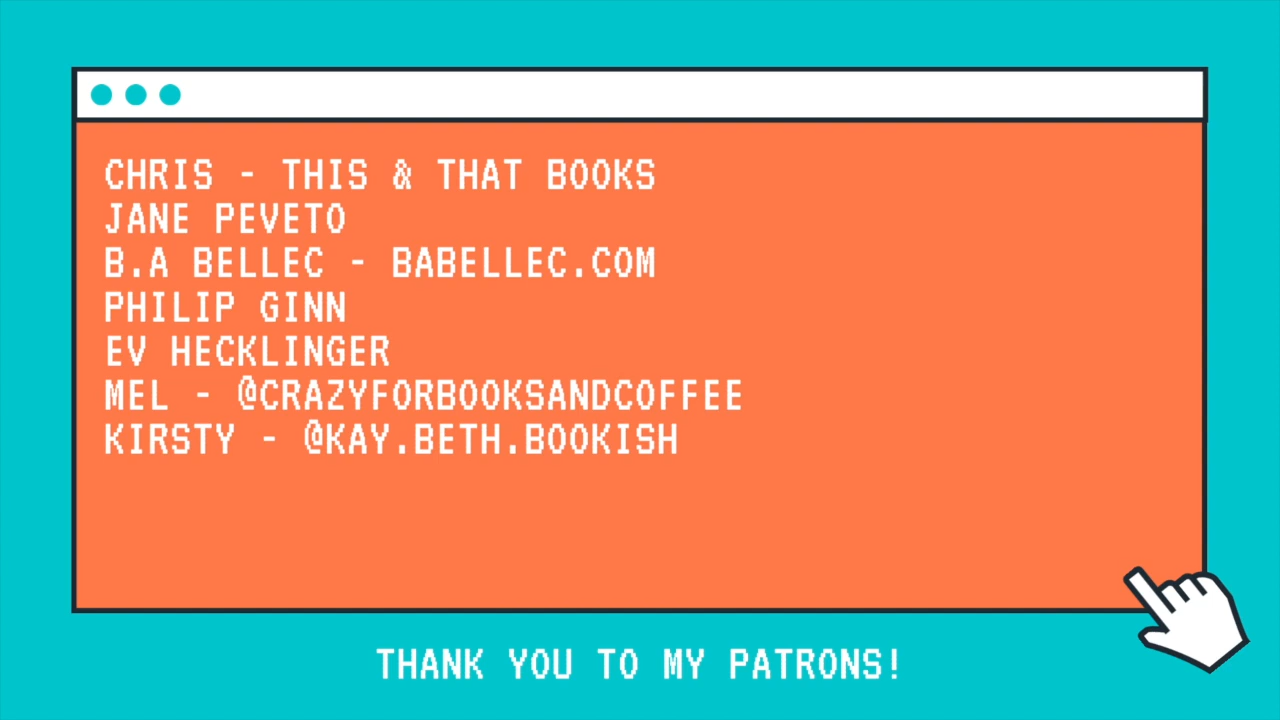 CHRIS - THIS & THAT BOOKS
JANE PEVETO
B.A BELLEC - BABELLEC.COM
PHILIP GINN
EV HECKLINGER
MEL - @CRAZYFORBOOKSANDCOFFEE
KIRSTY - @KAY.BETH.BOOKISH
THANK YOU TO MY PATRONS!